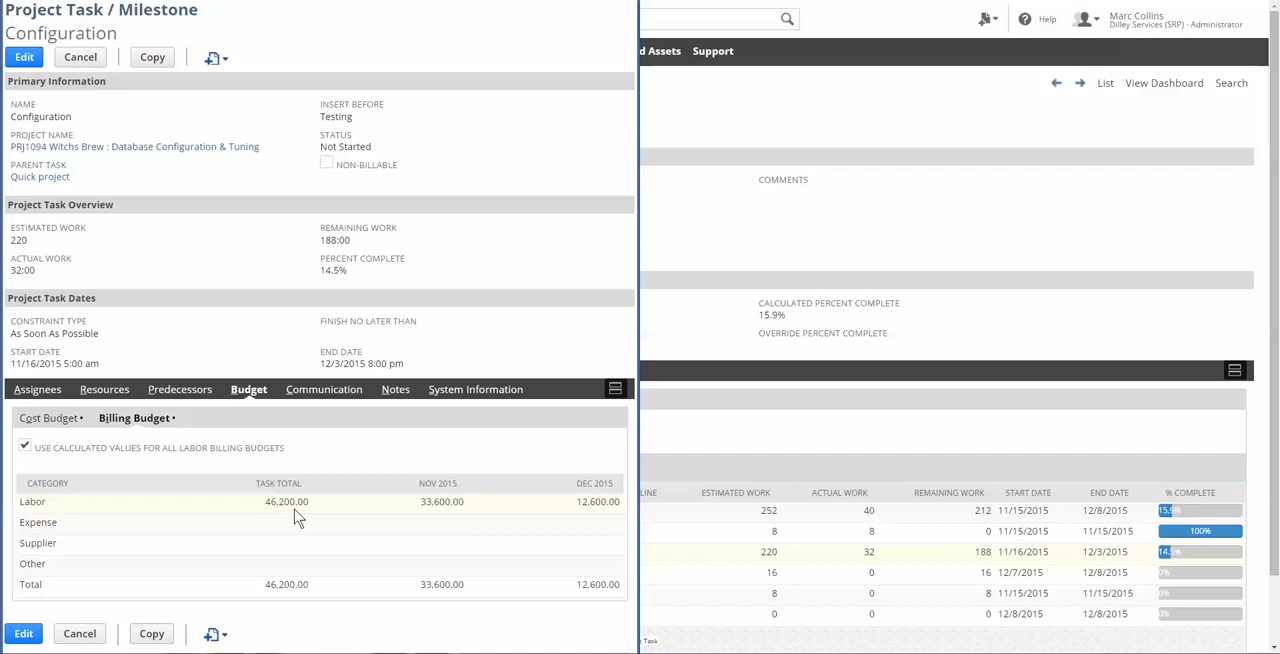 Project Task / Milestone
Configuration
Edit Cancel Copy
Primary Information
NAME INSERT BEFORE
Configuration Testing
PROJECT NAME STATUS
PRJ1094 Witchs Brew : Database Configuration & Tuning Not Started
PARENT TASK NON-BILLABLE
Quick project
Project Task Overview
ESTIMATED WORK REMAINING WORK
220 188:00
ACTUAL WORK PERCENT COMPLETE
32:00 14.5%
Project Task Dates
CONSTRAINT TYPE FINISH NO LATER THAN
As Soon As Possible
START DATE END DATE
11/16/2015 5:00 am 12/3/2015 8:00 pm
Assignees Resources Predecessors Budget Communication Notes System Information
Cost Budget • Billing Budget •
USE CALCULATED VALUES FOR ALL LABOR BILLING BUDGETS
CATEGORY TASK TOTAL NOV 2015 DEC 2015
Labor 46,200.00 33,600.00 12,600.00
Expense
Supplier
Other
Total 46,200.00 33,600.00 12,600.00
Edit Cancel Copy
Help Marc Collins
Dilley Services (SRP) - Administrator
d Assets Support
List View Dashboard Search
COMMENTS
CALCULATED PERCENT COMPLETE
15.9%
OVERRIDE PERCENT COMPLETE
LINE ESTIMATED WORK ACTUAL WORK REMAINING WORK START DATE END DATE % COMPLETE
252 40 212 11/15/2015 12/8/2015 15.9%
8 8 0 11/15/2015 11/15/2015 100%
220 32 188 11/16/2015 12/3/2015 14.5%
16 0 16 12/7/2015 12/8/2015 0%
8 0 8 11/15/2015 11/15/2015 0%
0 0 0 12/8/2015 12/8/2015 0%
Task